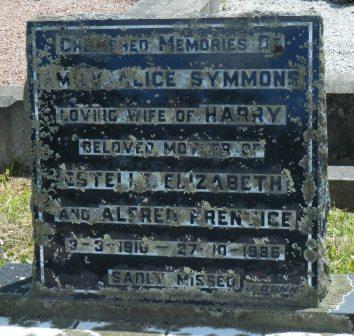 CHERISHED MEMORIES OF
ALICE SYMMONS
LOVING WIFE OF HARRY
BELOVED MOTHER OF
ESTELLE ELIZABETH
AND ALFRED PRENTICE
3-3-1916 — 27-10-1986
SADLY MISSED